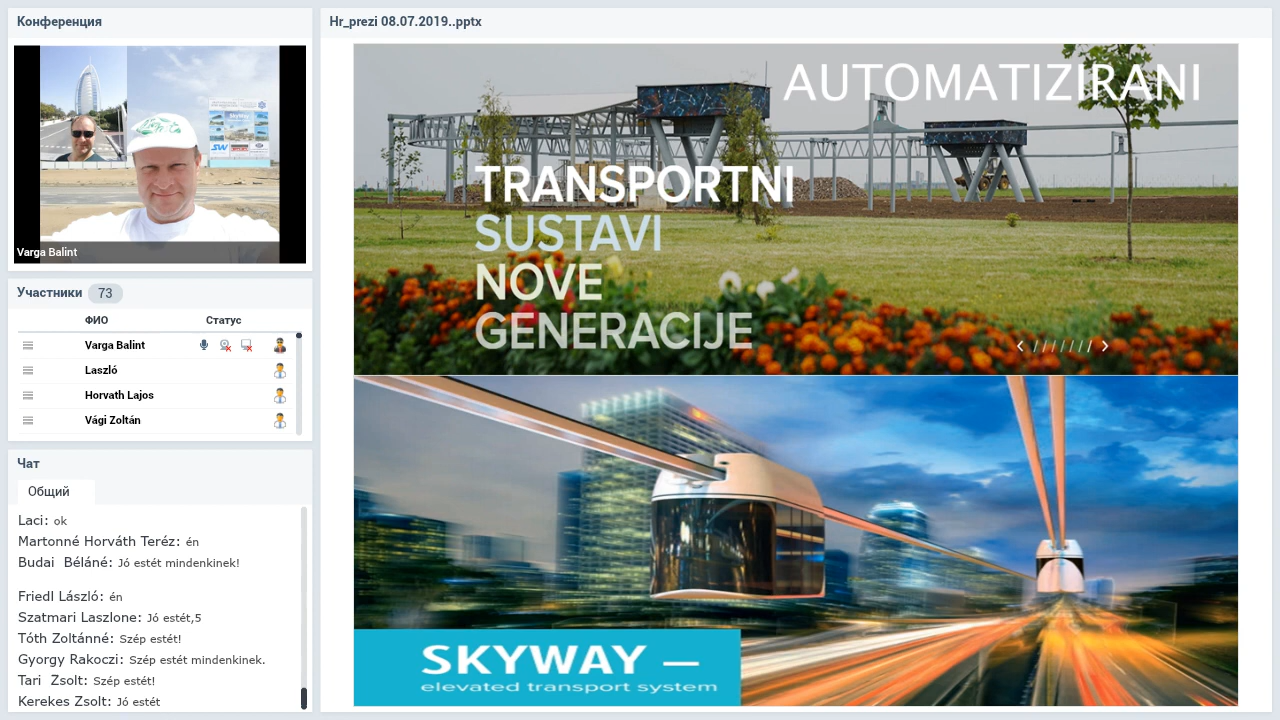 Конференция
Varga Balint
Участники 73
ФИО Статус
Varga Balint
Laszló
Horvath Lajos
Vági Zoltán
Чат
Общий
Laci: ok
Martonné Horváth Teréz: én
Budai Béláné: Jó estét mindenkinek!
Friedl László: én
Szatmari Laszlone: Jó estét,5
Tóth Zoltánné: Szép estét!
Gyorgy Rakoczi: Szép estét mindenkinek.
Tari Zsolt: Szép estét!
Kerekes Zsolt: Jó estét
Hr_prezi 08.07.2019..pptx
AUTOMATIZIRANI
TRANSPORTNI
SUSTAVI
NOVE
GENERACIJE
SKYWAY —
elevated transport system
SkyWay
SW